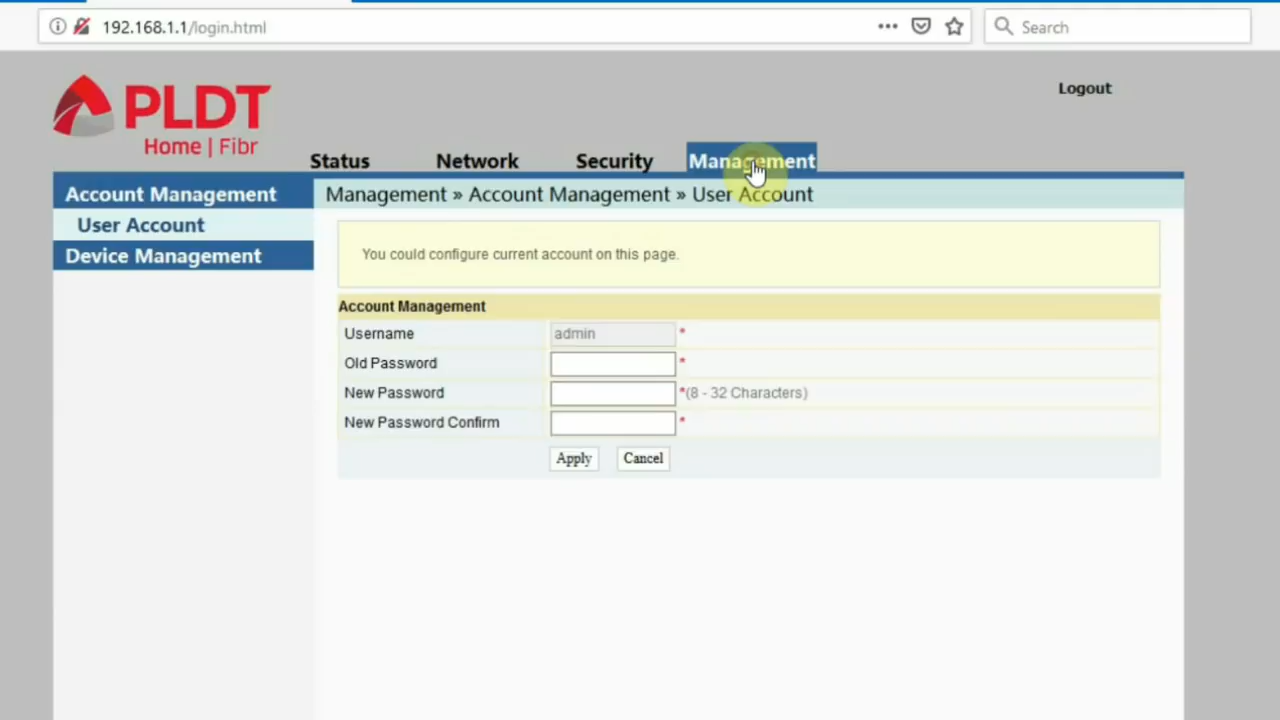 192.168.1.1/login.html
Search
PLDT
Home | Fibr
Logout
Status
Network
Security
Management
Account Management
User Account
Device Management
Management » Account Management » User Account
You could configure current account on this page.
Account Management
Username
admin
*
Old Password
*
New Password
*(8 - 32 Characters)
New Password Confirm
*
Apply
Cancel